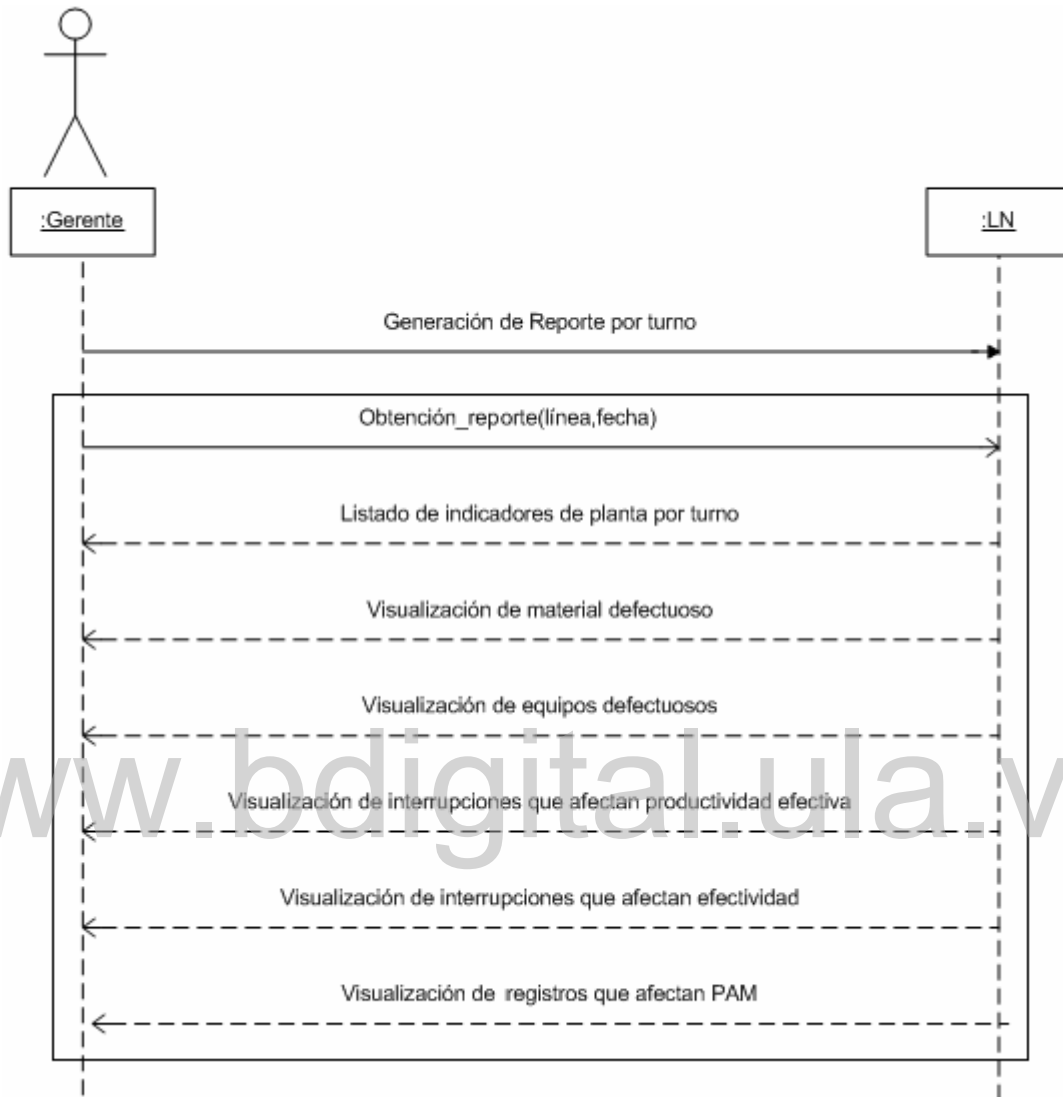 :Gerente
:LN
Generación de Reporte por turno
Obtención_reporte(línea,fecha)
Listado de indicadores de planta por turno
Visualización de material defectuoso
Visualización de equipos defectuosos
www.bdigital.ula.v
Visualización de interrupciones que afectan productividad efectiva
Visualización de interrupciones que afectan efectividad
Visualización de registros que afectan PAM